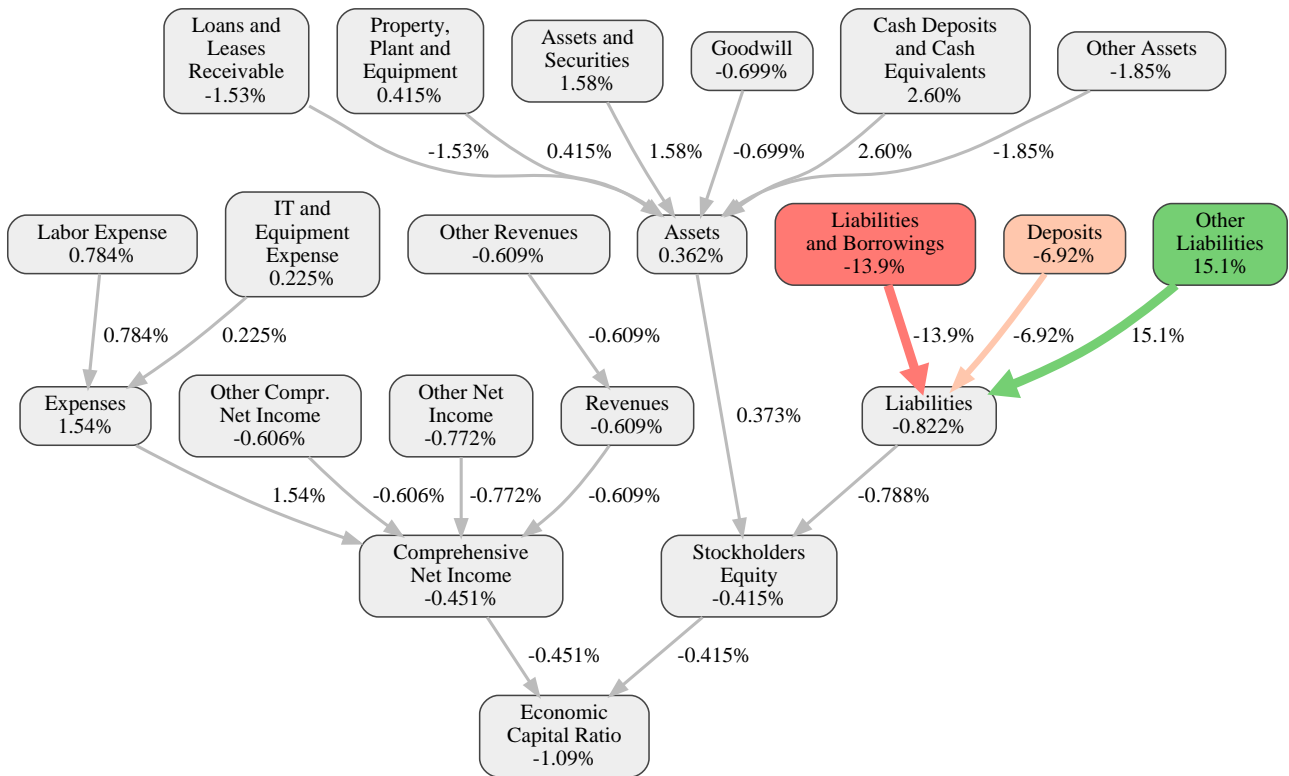 Loans and
Leases
Receivable
-1.53%
Property,
Plant and
Equipment
0.415%
Assets and
Securities
1.58%
Goodwill
-0.699%
Cash Deposits
and Cash
Equivalents
2.60%
Other Assets
-1.85%
-1.53%
0.415%
1.58%
-0.699%
2.60%
-1.85%
Labor Expense
0.784%
IT and
Equipment
Expense
0.225%
Other Revenues
-0.609%
Assets
0.362%
Liabilities
and Borrowings
-13.9%
Deposits
-6.92%
Other
Liabilities
15.1%
0.784%
0.225%
-0.609%
-13.9%
-6.92%
15.1%
Expenses
1.54%
Other Compr.
Net Income
-0.606%
Other Net
Income
-0.772%
Revenues
-0.609%
0.373%
Liabilities
-0.822%
1.54%
-0.606%
-0.772%
-0.609%
-0.788%
Comprehensive
Net Income
-0.451%
Stockholders
Equity
-0.415%
-0.451%
-0.415%
Economic
Capital Ratio
-1.09%